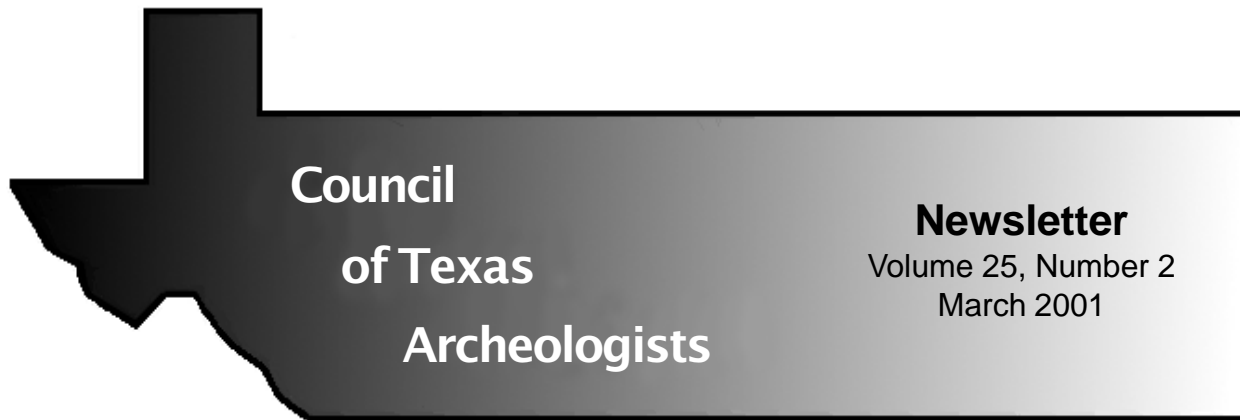 Council
of Texas
Archeologists
Newsletter
Volume 25, Number 2
March 2001